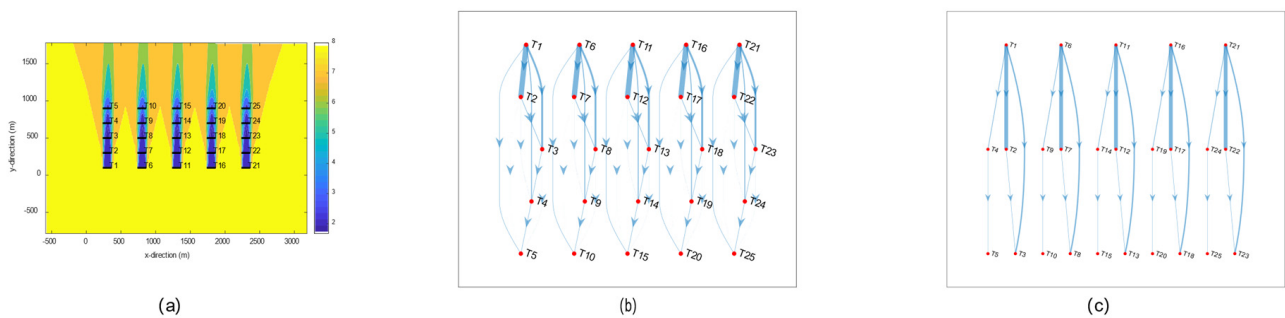 8
7
6
5
4
3
2
1500
1000
500
0
-500
y-direction (m)
T5 T10 T15 T20 T25
T4 T9 T14 T19 T24
T3 T8 T13 T18 T23
T2 T7 T12 T17 T22
T1 T6 T11 T16 T21
-500 0 500 1000 1500 2000 2500 3000
x-direction (m)
(a)
T1 T6 T11 T16 T21
T2 T7 T12 T17 T22
T3 T8 T13 T18 T23
T4 T9 T14 T19 T24
T5 T10 T15 T20 T25
(b)
T1 T6 T11 T16 T21
T4 T2 T9 T7 T14 T12 T19 T17 T24 T22
T5 T3 T10 T8 T15 T13 T20 T18 T25 T23
(c)